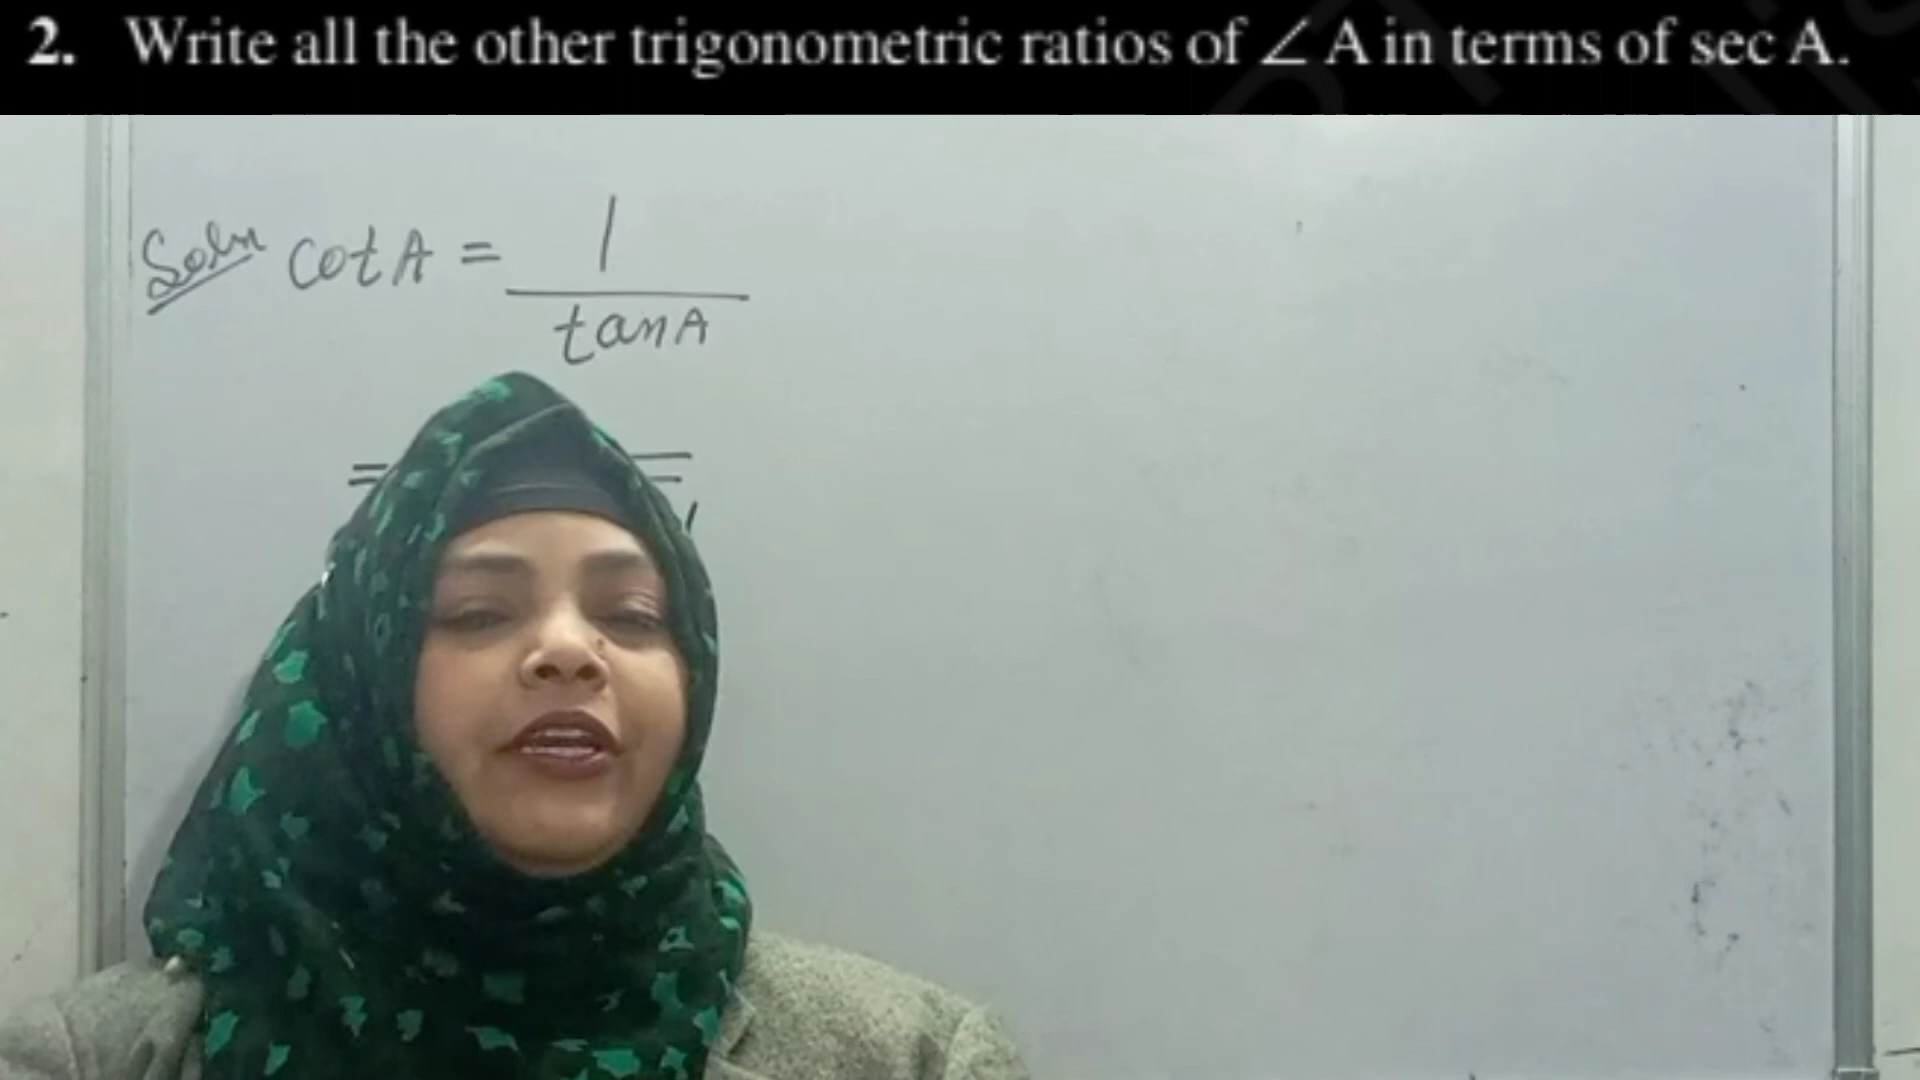 2. Write all the other trigonometric ratios of ∠A in terms of sec A.
Soln cot A = 1
tan A
=